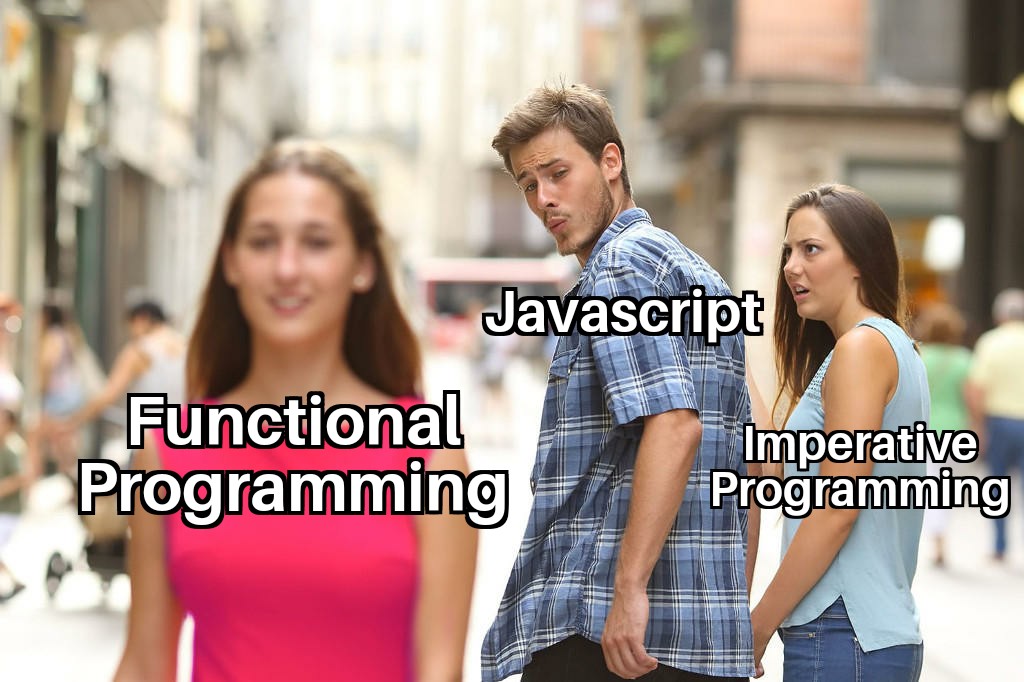 Javascript
Functional
Programming
Imperative
Programming